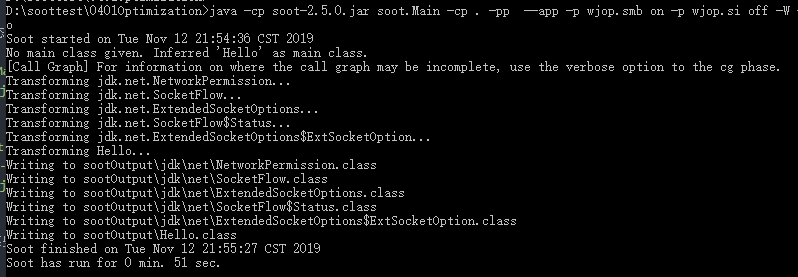 D:\soottest\0401Optimization>java -cp soot-2.5.0.jar soot.Main -cp . -pp --app -p wjop.smb on -p wjop.si off -W
Soot started on Tue Nov 12 21:54:36 CST 2019
No main class given. Inferred 'Hello' as main class.
[Call Graph] For information on where the call graph may be incomplete, use the verbose option to the cg phase.
Transforming jdk.net.NetworkPermission...
Transforming jdk.net.SocketFlow...
Transforming jdk.net.ExtendedSocketOptions...
Transforming jdk.net.SocketFlow$Status...
Transforming jdk.net.ExtendedSocketOptions$ExtSocketOption...
Transforming Hello...
Writing to sootOutput\jdk\net\NetworkPermission.class
Writing to sootOutput\jdk\net\SocketFlow.class
Writing to sootOutput\jdk\net\ExtendedSocketOptions.class
Writing to sootOutput\jdk\net\SocketFlow$Status.class
Writing to sootOutput\jdk\net\ExtendedSocketOptions$ExtSocketOption.class
Writing to sootOutput\Hello.class
Soot finished on Tue Nov 12 21:55:27 CST 2019
Soot has run for 0 min. 51 sec.